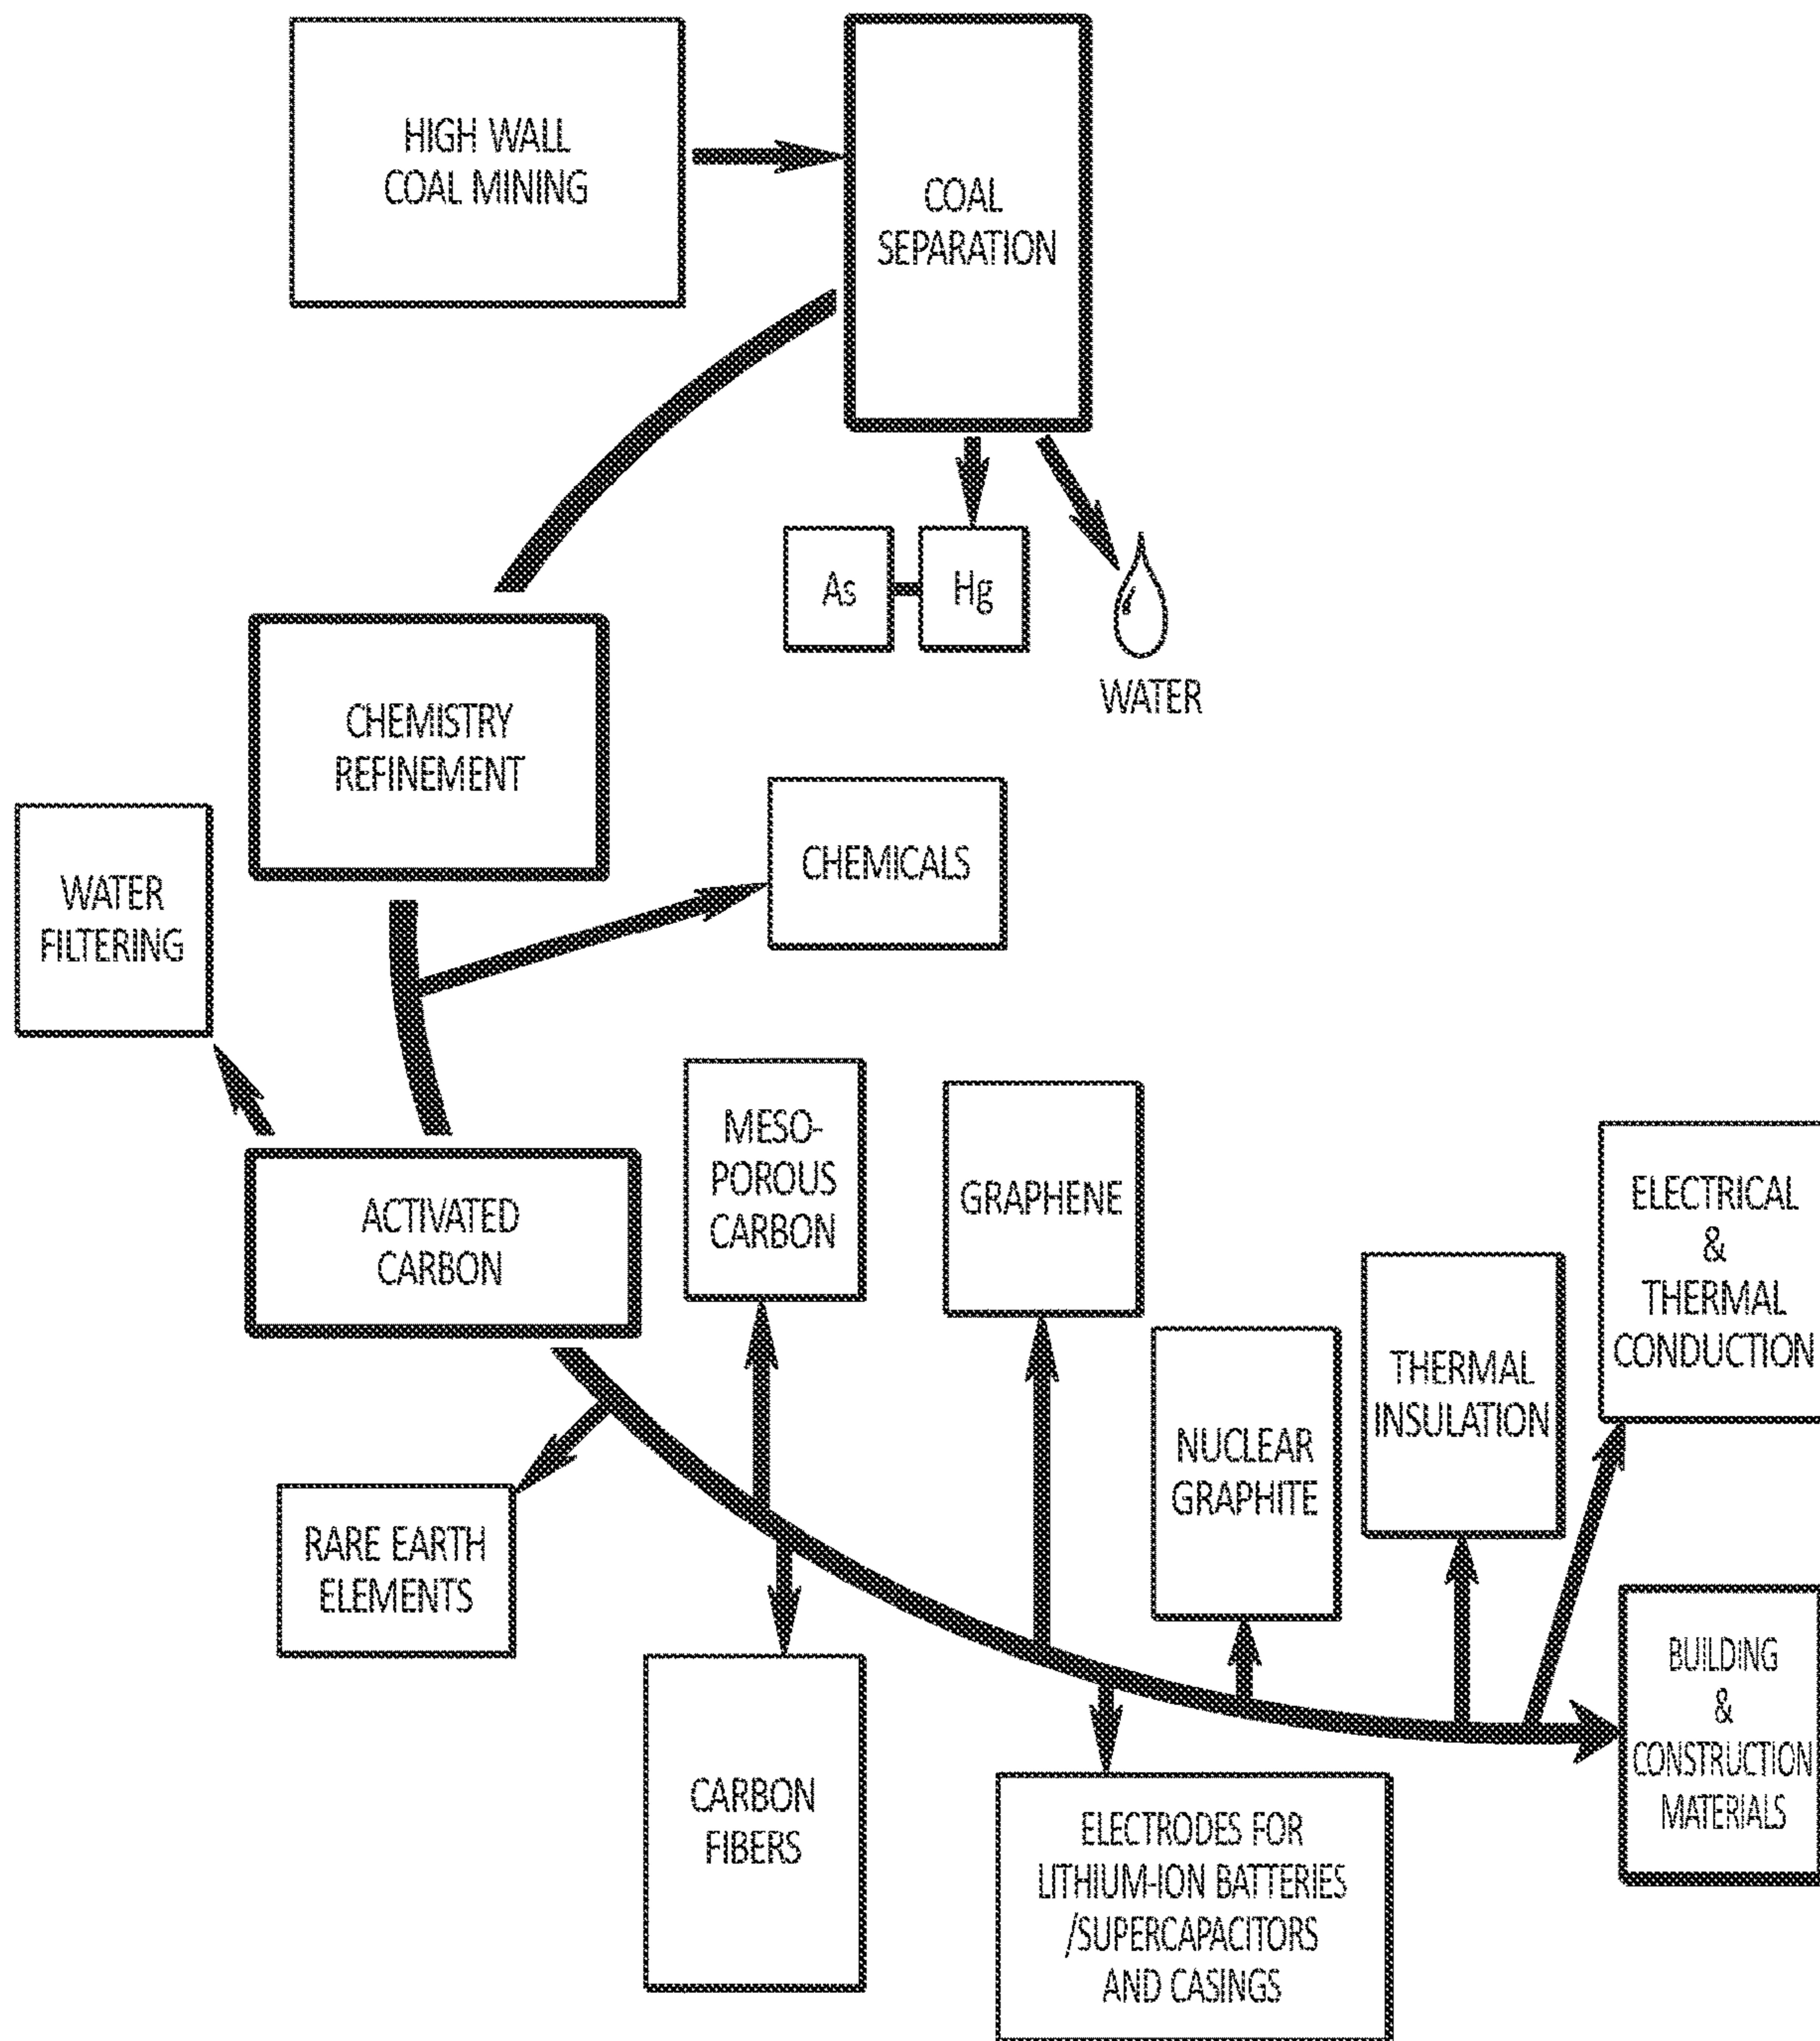 HIGH WALL
COAL MINING
COAL
SEPARATION
As
Hg
WATER
CHEMISTRY
REFINEMENT
CHEMICALS
WATER
FILTERING
ACTIVATED
CARBON
MESO-
POROUS
CARBON
GRAPHENE
NUCLEAR
GRAPHITE
THERMAL
INSULATION
ELECTRICAL
&
THERMAL
CONDUCTION
RARE EARTH
ELEMENTS
CARBON
FIBERS
ELECTRODES FOR
LITHIUM-ION BATTERIES
/SUPERCAPACITORS
AND CASINGS
BUILDING
&
CONSTRUCTION
MATERIALS